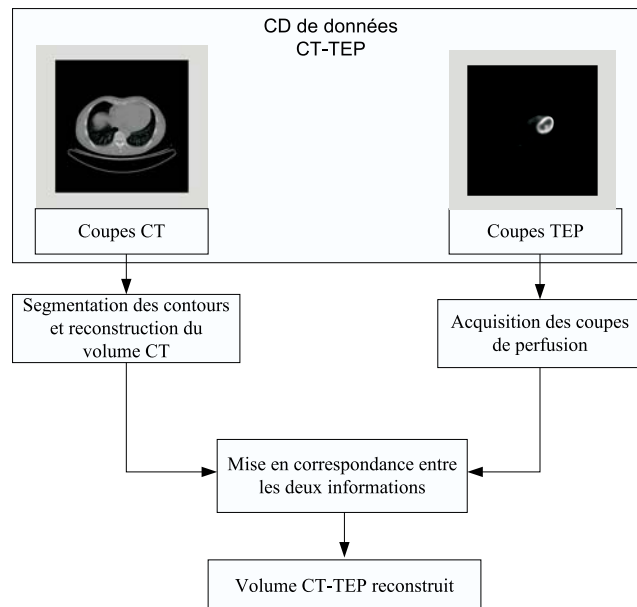 CD de données
CT-TEP
Coupes CT
Coupes TEP
Segmentation des contours
et reconstruction du
volume CT
Acquisition des coupes
de perfusion
Mise en correspondance entre
les deux informations
Volume CT-TEP reconstruit